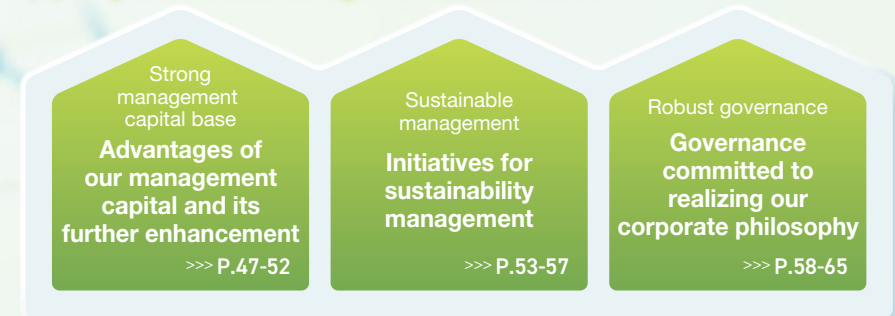 Strong
management
capital base
Advantages of
our management
capital and its
further enhancement
>>> P.47-52
Sustainable
management
Initiatives for
sustainability
management
>>> P.53-57
Robust governance
Governance
committed to
realizing our
corporate philosophy
>>> P.58-65